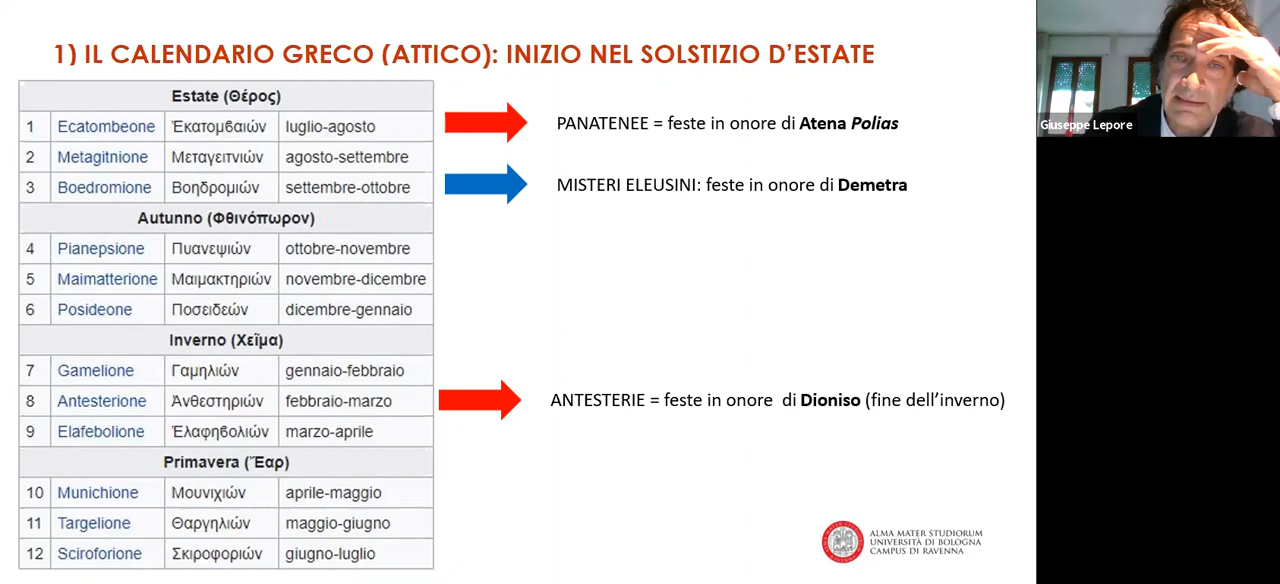 1) IL CALENDARIO GRECO (ATTICO): INIZIO NEL SOLSTIZIO D’ESTATE
Estate (Θέρος)
1 Ecatombeone Ἑκατομβαιών luglio-agosto
2 Metagitnione Μεταγειτνιών agosto-settembre
3 Boedromione Βοηδρομιών settembre-ottobre
Autunno (Φθινόπωρον)
4 Pianepsione Πυανεψιών ottobre-novembre
5 Maimatterione Μαιμακτηριών novembre-dicembre
6 Posideone Ποσειδεών dicembre-gennaio
Inverno (Χεῖμα)
7 Gamelione Γαμηλιών gennaio-febbraio
8 Antesterione Ἀνθεστηριών febbraio-marzo
9 Elafebolione Ἐλαφηβολιών marzo-aprile
Primavera (Ἔαρ)
10 Munichione Μουνιχιών aprile-maggio
11 Targelione Θαργηλιών maggio-giugno
12 Sciroforione Σκιροφοριών giugno-luglio
PANATENEE = feste in onore di Atena Polias
MISTERI ELEUSINI: feste in onore di Demetra
ANTESTERIE = feste in onore di Dioniso (fine dell’inverno)
ALMA MATER STUDIORUM
UNIVERSITÀ DI BOLOGNA
CAMPUS DI RAVENNA
Giuseppe Lepore